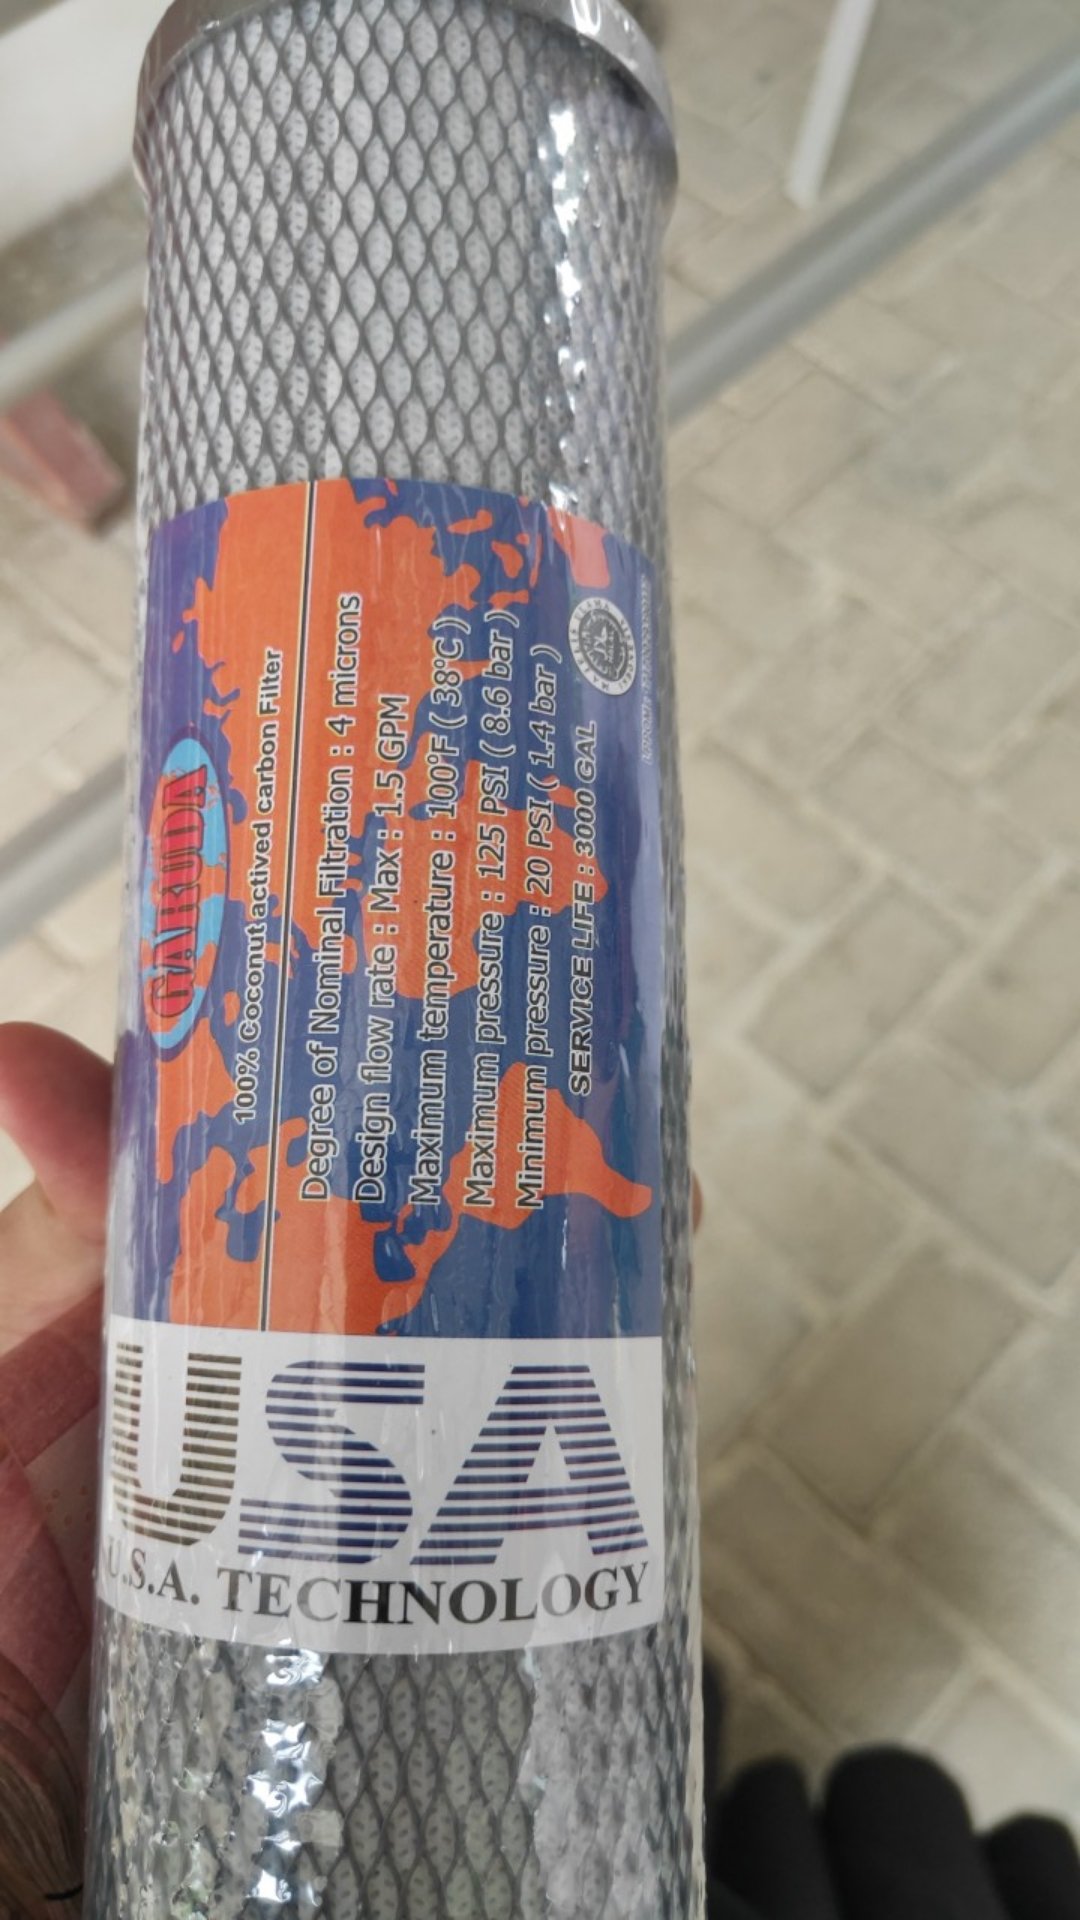 GARUDA
100% Coconut actived carbon Filter
Degree of Nominal Filtration : 4 microns
Design flow rate : Max : 1.5 GPM
Maximum temperature : 100°F ( 38°C )
Maximum pressure : 125 PSI ( 8.6 bar )
Minimum pressure : 20 PSI ( 1.4 bar )
SERVICE LIFE : 3000 GAL
USA
U.S.A. TECHNOLOGY